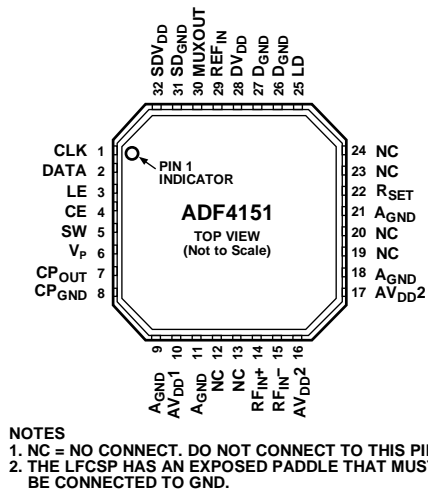 32 SDVDD
31 SDGND
30 MUXOUT
29 REFIN
28 DVDD
27 DGND
26 DGND
25 LD
CLK 1
DATA 2
LE 3
CE 4
SW 5
VP 6
CPOUT 7
CPGND 8
PIN 1
INDICATOR
ADF4151
TOP VIEW
(Not to Scale)
24 NC
23 NC
22 RSET
21 AGND
20 NC
19 NC
18 AGND
17 AVDD2
AGND 9
AVDD1 10
AGND 11
NC 12
NC 13
RFIN+ 14
RFIN– 15
AVDD2 16
NOTES
1. NC = NO CONNECT. DO NOT CONNECT TO THIS PI
2. THE LFCSP HAS AN EXPOSED PADDLE THAT MUST
BE CONNECTED TO GND.